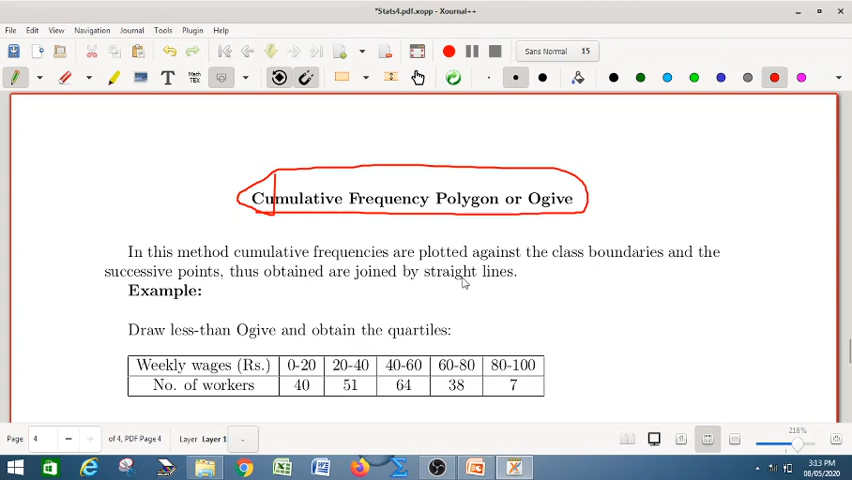 *Stats4.pdf.xopp - Xournal++
File Edit View Navigation Journal Tools Plugin Help
Sans Normal 15
T Math TEX
Cumulative Frequency Polygon or Ogive
In this method cumulative frequencies are plotted against the class boundaries and the
successive points, thus obtained are joined by straight lines.
Example:
Draw less-than Ogive and obtain the quartiles:
Weekly wages (Rs.) 0-20 20-40 40-60 60-80 80-100
No. of workers 40 51 64 38 7
Page 4 of 4, PDF Page 4 Layer Layer 1 216%
3:13 PM
08/05/2020